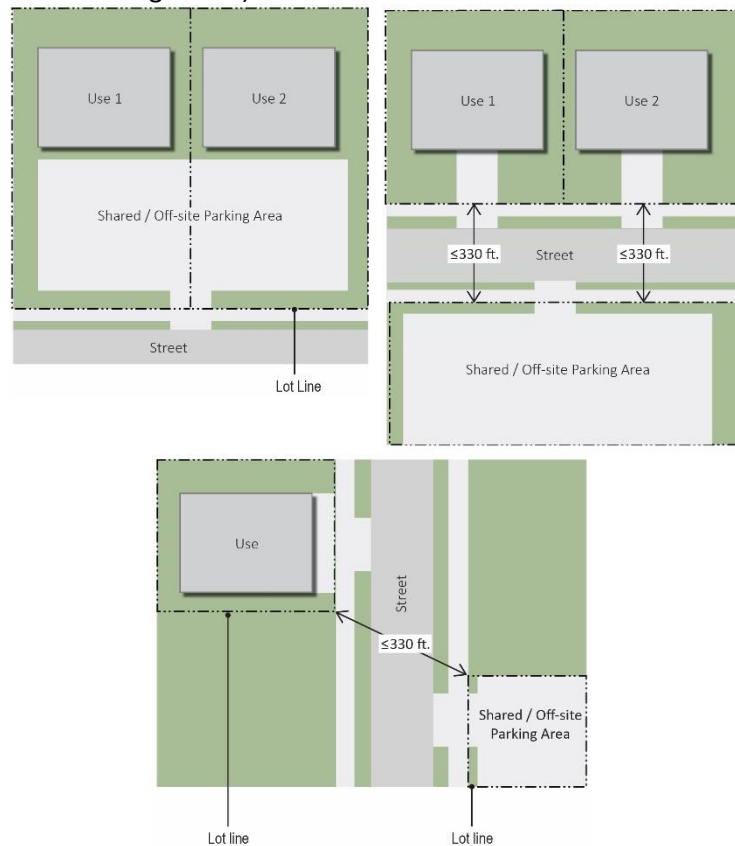 Use 1
Use 2
Shared / Off-site Parking Area
Street
Lot Line
Use 1
Use 2
≤330 ft.
Street
≤330 ft.
Shared / Off-site Parking Area
Use
Street
≤330 ft.
Shared / Off-site
Parking Area
Lot line
Lot line